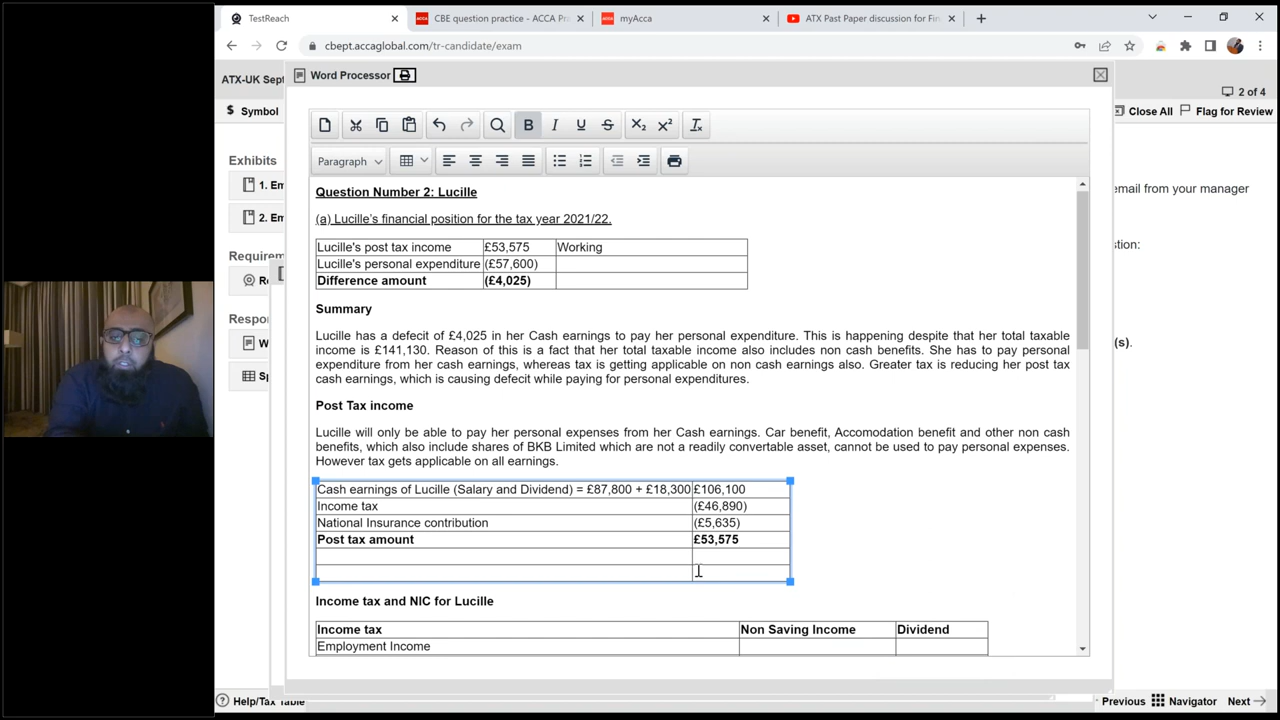 TestReach
CBE question practice - ACCA Pr
myAcca
ATX Past Paper discussion for Fin
cbept.accaglobal.com/tr-candidate/exam
ATX-UK Sept
Word Processor
2 of 4
$ Symbol
Close All
Flag for Review
Exhibits
1. Em
2. Em
Requirem
Re
Respon
W
Sp
email from your manager
stion:
(s).
B I U S X₂ X² Tx
Paragraph
Question Number 2: Lucille
(a) Lucille's financial position for the tax year 2021/22.
Lucille's post tax income £53,575 Working
Lucille's personal expenditure (£57,600)
Difference amount (£4,025)
Summary
Lucille has a defecit of £4,025 in her Cash earnings to pay her personal expenditure. This is happening despite that her total taxable
income is £141,130. Reason of this is a fact that her total taxable income also includes non cash benefits. She has to pay personal
expenditure from her cash earnings, whereas tax is getting applicable on non cash earnings also. Greater tax is reducing her post tax
cash earnings, which is causing defecit while paying for personal expenditures.
Post Tax income
Lucille will only be able to pay her personal expenses from her Cash earnings. Car benefit, Accomodation benefit and other non cash
benefits, which also include shares of BKB Limited which are not a readily convertable asset, cannot be used to pay personal expenses.
However tax gets applicable on all earnings.
Cash earnings of Lucille (Salary and Dividend) = £87,800 + £18,300 £106,100
Income tax (£46,890)
National Insurance contribution (£5,635)
Post tax amount £53,575
Income tax and NIC for Lucille
Income tax Non Saving Income Dividend
Employment Income
Help/Tax Table
Previous
Navigator
Next